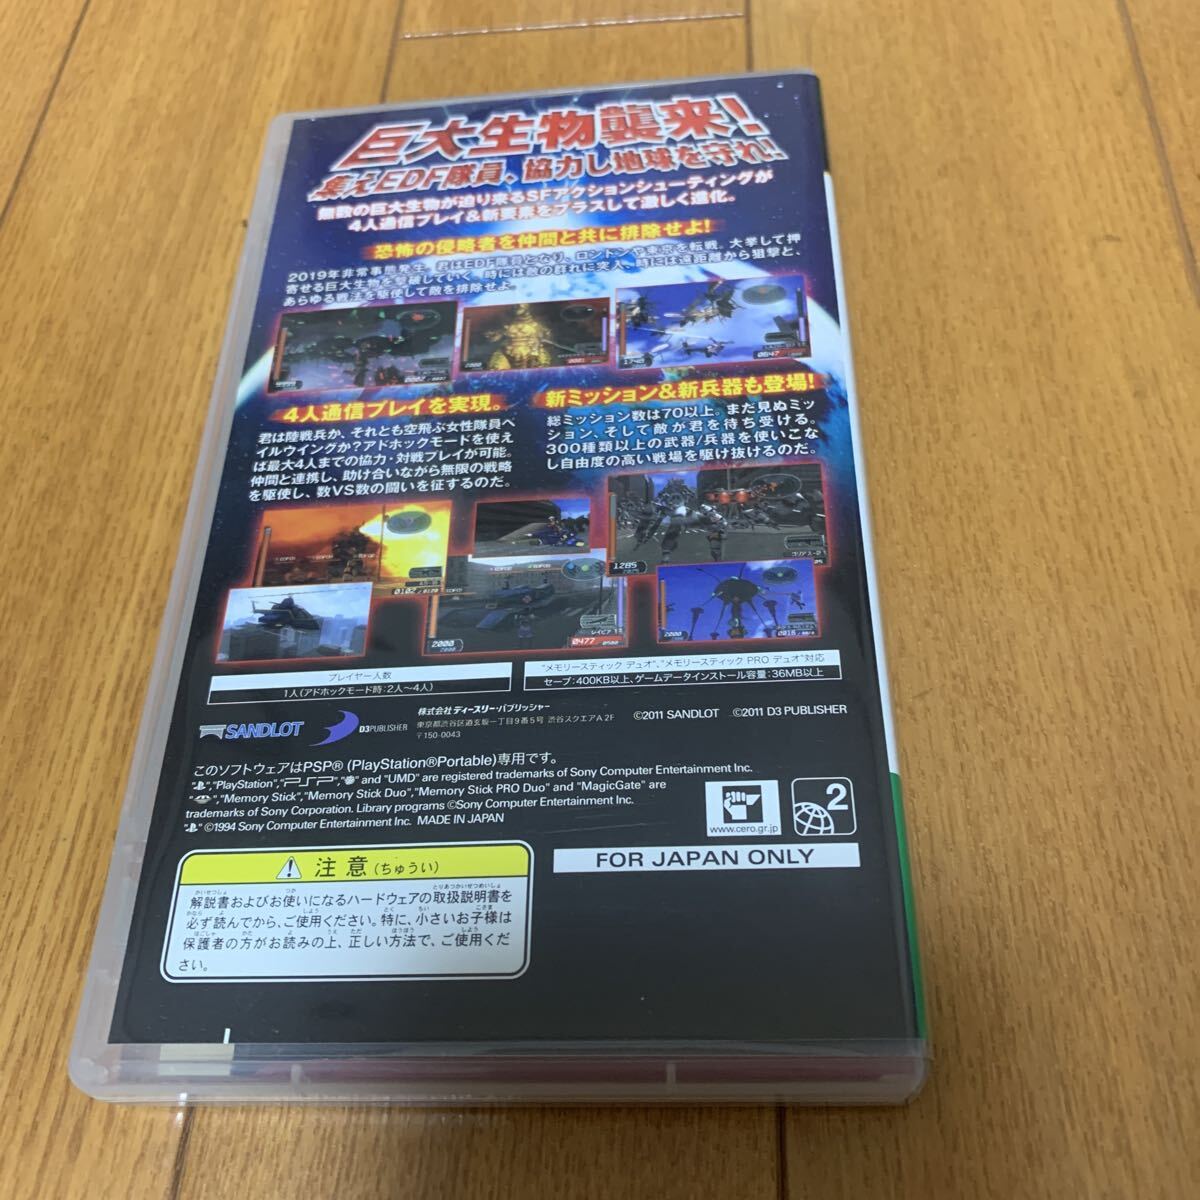 巨大生物襲来!
集えEDF隊員、協力し地球を守れ!
無数の巨大生物が迫り来るSFアクションシューティングが
4人通信プレイ&新要素をプラスして激しく進化。
恐怖の侵略者を仲間と共に排除せよ!
2019年非常事態発生。君はEDF隊員となり、ロンドンや東京を転戦。大挙して押
寄せる巨大生物を撃破していく。時には敵の群れに突入、時には遠距離から狙撃と、
あらゆる戦法を駆使して敵を排除せよ。
4人通信プレイを実現。
君は陸戦兵か、それとも空飛ぶ女性隊員ペ
イルウイングか?アドホックモードを使え
ば最大4人までの協力・対戦プレイが可能。
仲間と連携し、助け合いながら無限の戦略
を駆使し、数VS数の闘いを征するのだ。
新ミッション&新兵器も登場!
総ミッション数は70以上。まだ見ぬミッ
ション、そして敵が君を待ち受ける。
300種類以上の武器/兵器を使いこな
し自由度の高い戦場を駆け抜けるのだ。
1285
2000
0477
プレイヤー人数
1人(アドホックモード時:2人〜4人)
"メモリースティック デュオ"、"メモリースティック PRO デュオ"対応
セーブ:400KB以上、ゲームデータインストール容量:36MB以上
SANDLOT
D3PUBLISHER
株式会社ディースリー・パブリッシャー
東京都渋谷区道玄坂一丁目9番5号 渋谷スクエアA 2F
〒150-0043
©2011 SANDLOT ©2011 D3 PUBLISHER
このソフトウェアはPSP® (PlayStation®Portable)専用です。
" ","PlayStation","PSP"," " and "UMD" are registered trademarks of Sony Computer Entertainment Inc.
" ","Memory Stick","Memory Stick Duo","Memory Stick PRO Duo" and "MagicGate" are
trademarks of Sony Corporation. Library programs ©Sony Computer Entertainment Inc.
" " ©1994 Sony Computer Entertainment Inc. MADE IN JAPAN
www.cero.gr.jp
2
FOR JAPAN ONLY
注意(ちゅうい)
解説書およびお使いになるハードウェアの取扱説明書を
必ず読んでから、ご使用ください。特に、小さいお子様は
保護者の方がお読みの上、正しい方法で、ご使用くだ
さい。